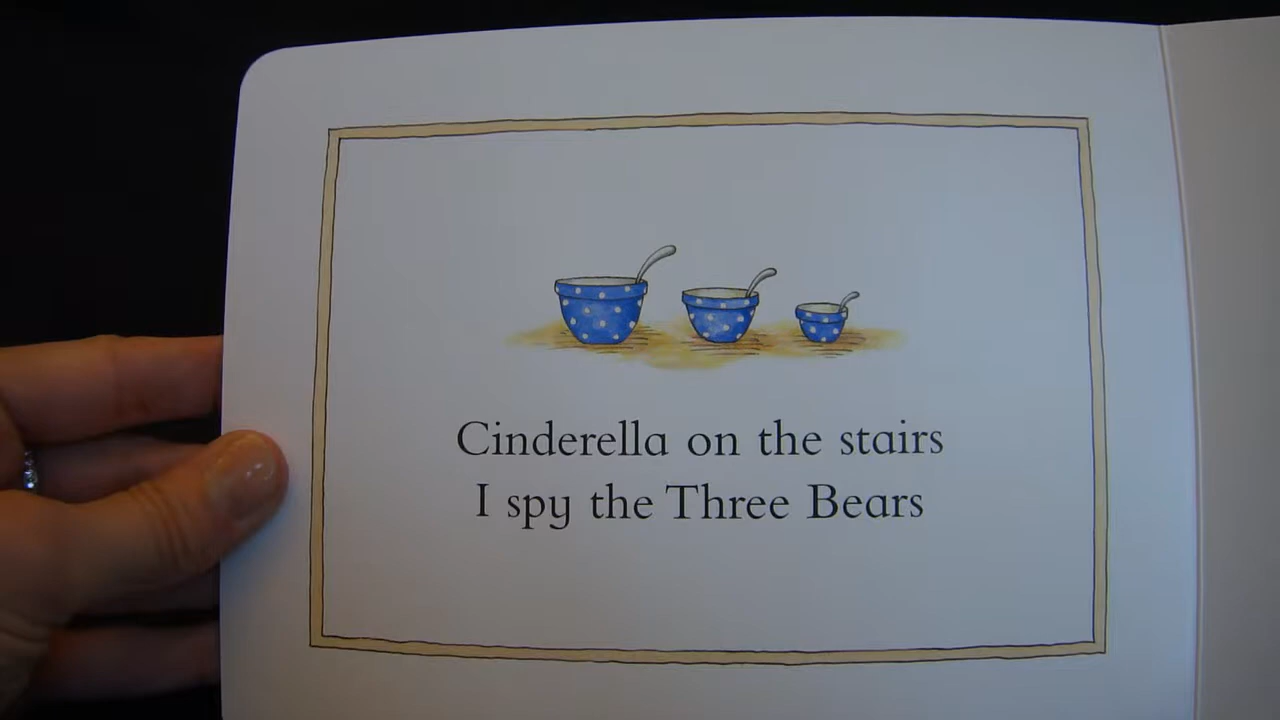 Cinderella on the stairs
I spy the Three Bears